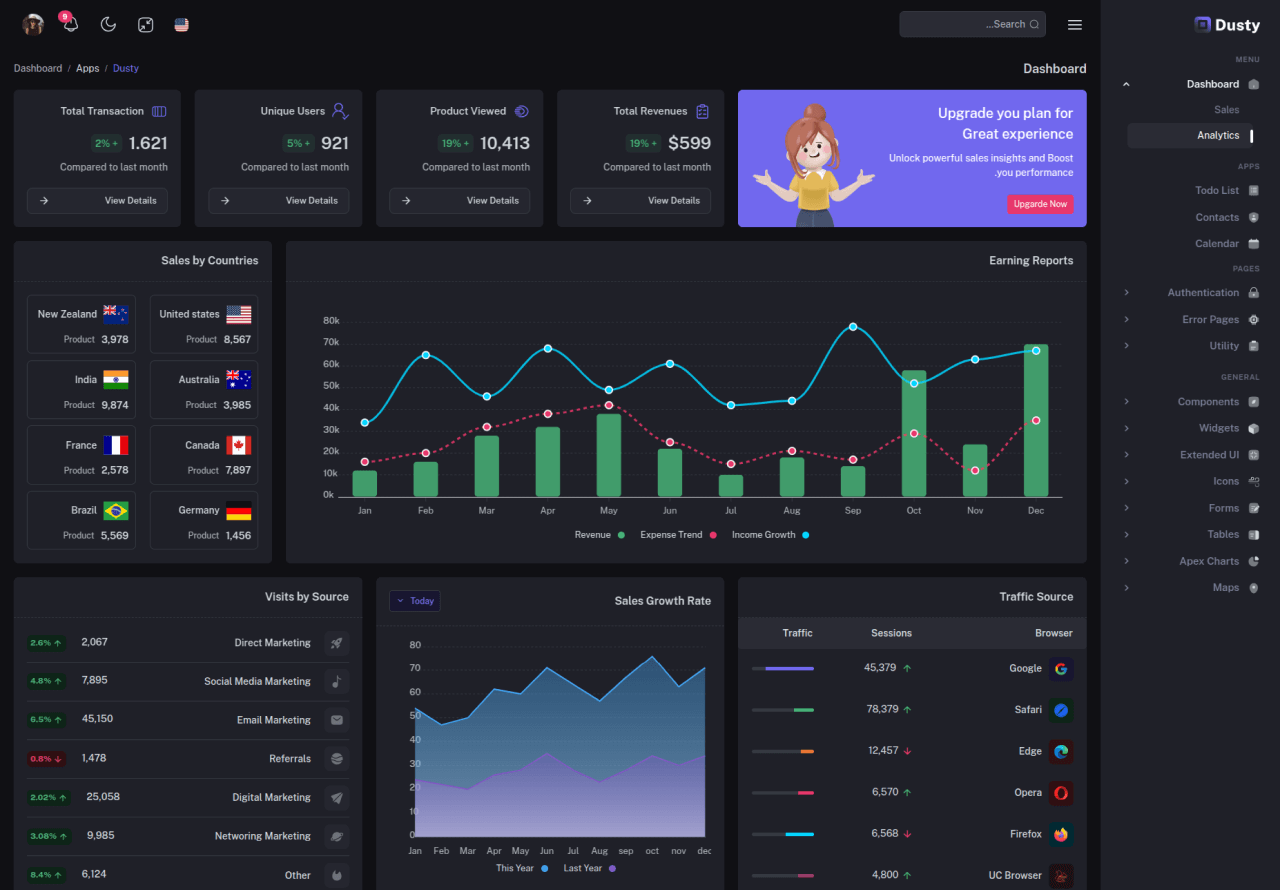 9
Search...
Dusty
Dashboard / Apps / Dusty
Dashboard
MENU
Dashboard
Sales
Analytics
APPS
Todo List
Contacts
Calendar
PAGES
Authentication
Error Pages
Utility
GENERAL
Components
Widgets
Extended UI
Icons
Forms
Tables
Apex Charts
Maps
Total Transaction
2% + 1.621
Compared to last month
View Details
Unique Users
5% + 921
Compared to last month
View Details
Product Viewed
19% + 10,413
Compared to last month
View Details
Total Revenues
19% + $599
Compared to last month
View Details
Upgrade you plan for
Great experience
Unlock powerful sales insights and Boost
.you performance
Upgarde Now
Sales by Countries
New Zealand
Product 3,978
United states
Product 8,567
India
Product 9,874
Australia
Product 3,985
France
Product 2,578
Canada
Product 7,897
Brazil
Product 5,569
Germany
Product 1,456
Earning Reports
80k
70k
60k
50k
40k
30k
20k
10k
0k
Jan Feb Mar Apr May Jun Jul Aug Sep Oct Nov Dec
Revenue Expense Trend Income Growth
Visits by Source
2.6% 2,067 Direct Marketing
4.8% 7,895 Social Media Marketing
6.5% 45,150 Email Marketing
0.8% 1,478 Referrals
2.02% 25,058 Digital Marketing
3.08% 9,985 Networing Marketing
8.4% 6,124 Other
Today
Sales Growth Rate
80
70
60
50
40
30
20
10
0
Jan Feb Mar Apr May Jun Jul Aug sep oct nov dec
This Year Last Year
Traffic Source
Traffic Sessions Browser
45,379 Google
78,379 Safari
12,457 Edge
6,570 Opera
6,568 Firefox
4,800 UC Browser